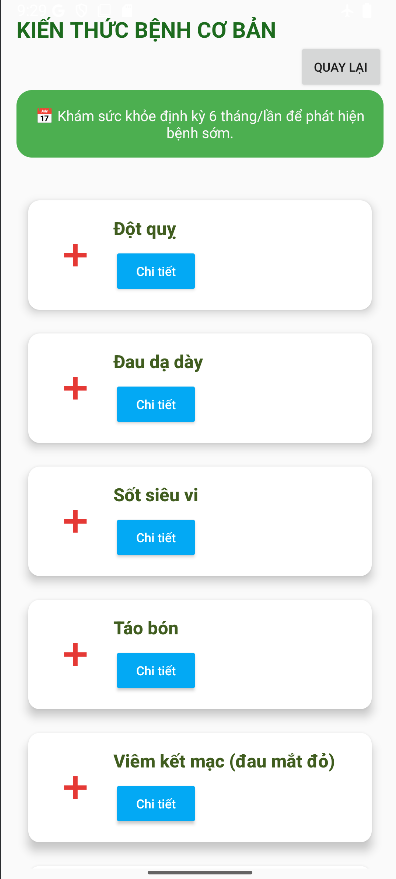 KIẾN THỨC BỆNH CƠ BẢN
QUAY LẠI
📅 Khám sức khỏe định kỳ 6 tháng/lần để phát hiện
bệnh sớm.
Đột quỵ
Chi tiết
Đau dạ dày
Chi tiết
Sốt siêu vi
Chi tiết
Táo bón
Chi tiết
Viêm kết mạc (đau mắt đỏ)
Chi tiết